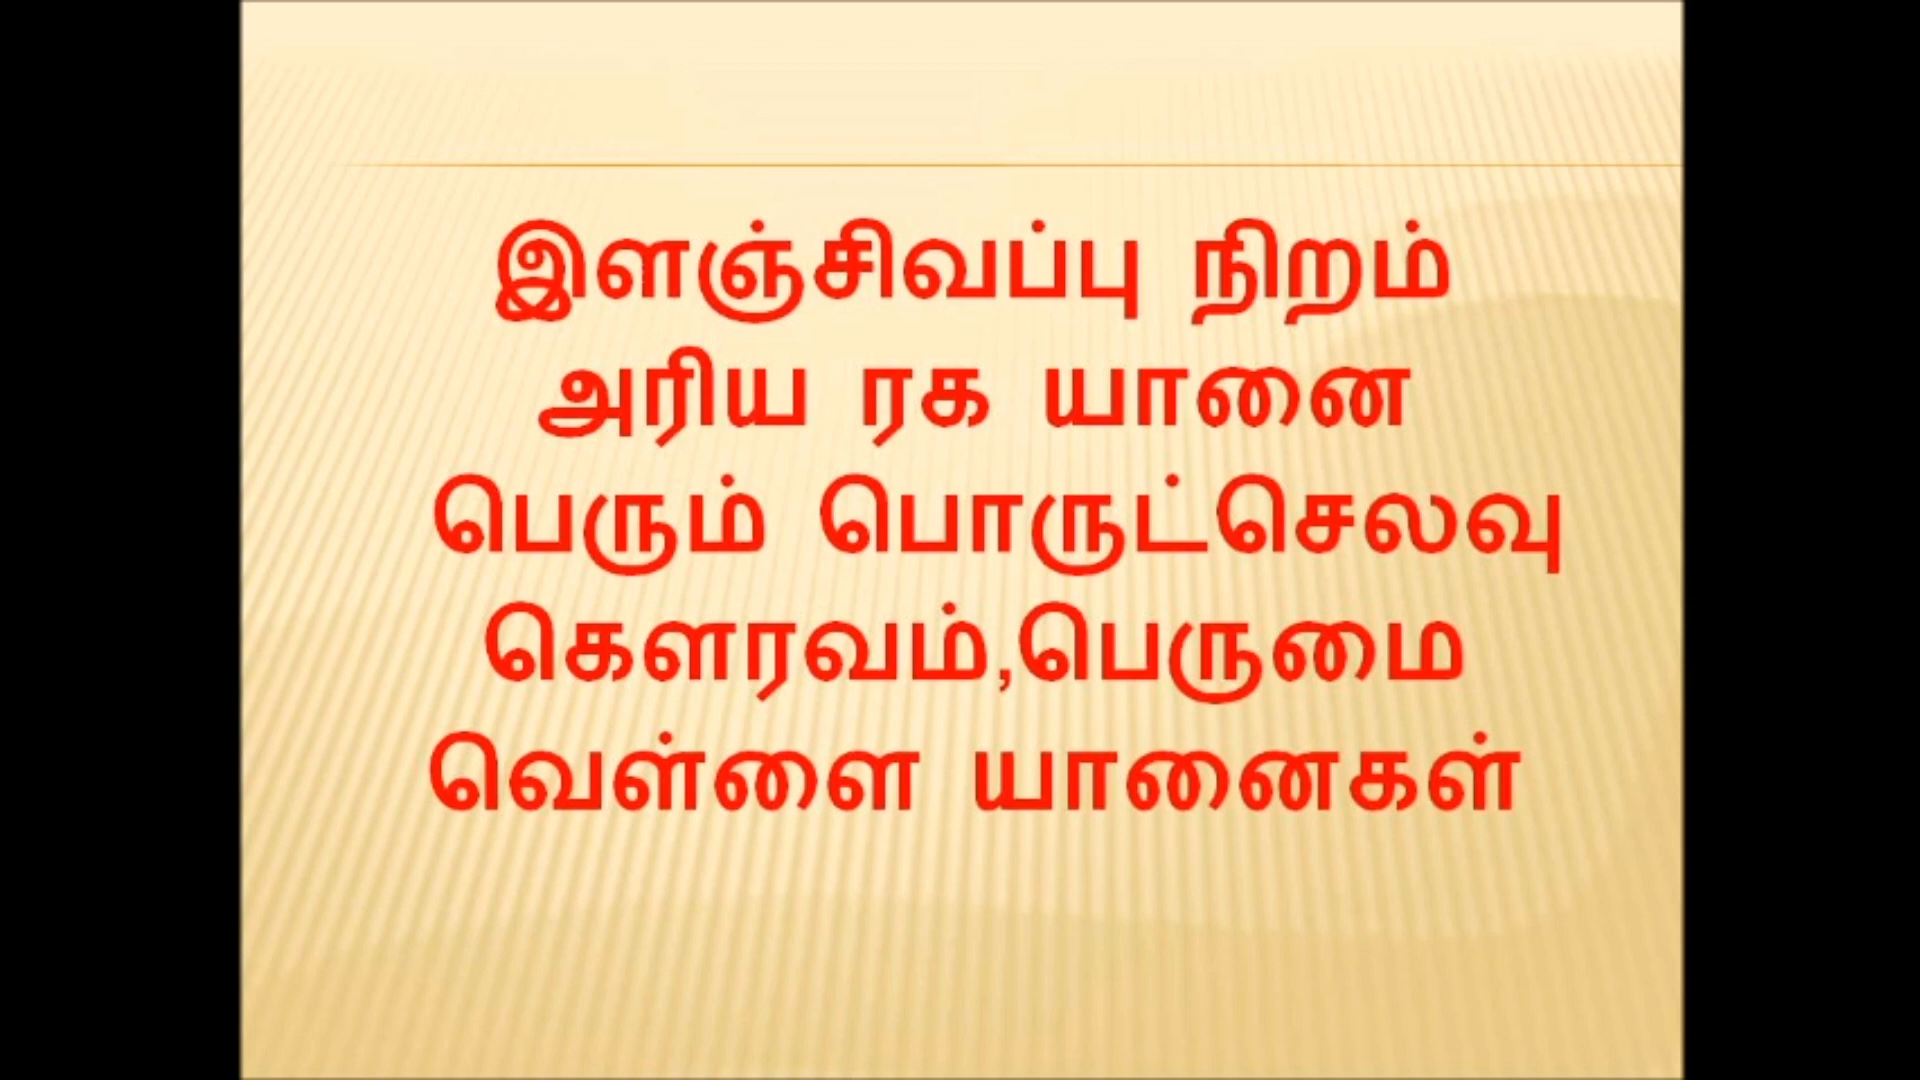 இளஞ்சிவப்பு நிறம்
அரிய ரக யானை
பெரும் பொருட்செலவு
கௌரவம்,பெருமை
வெள்ளை யானைகள்